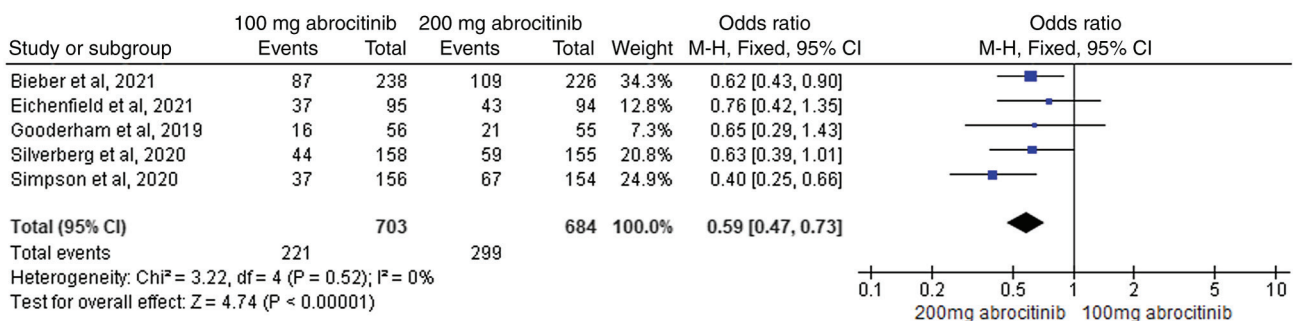 100 mg abrocitinib 200 mg abrocitinib Odds ratio Odds ratio
Study or subgroup Events Total Events Total Weight M-H, Fixed, 95% CI M-H, Fixed, 95% CI
Bieber et al, 2021 87 238 109 226 34.3% 0.62 [0.43, 0.90]
Eichenfield et al, 2021 37 95 43 94 12.8% 0.76 [0.42, 1.35]
Gooderham et al, 2019 16 56 21 55 7.3% 0.65 [0.29, 1.43]
Silverberg et al, 2020 44 158 59 155 20.8% 0.63 [0.39, 1.01]
Simpson et al, 2020 37 156 67 154 24.9% 0.40 [0.25, 0.66]
Total (95% CI) 703 684 100.0% 0.59 [0.47, 0.73]
Total events 221 299
Heterogeneity: Chi² = 3.22, df = 4 (P = 0.52); I² = 0%
Test for overall effect: Z = 4.74 (P < 0.00001)
0.1 0.2 0.5 1 2 5 10
200mg abrocitinib 100mg abrocitinib